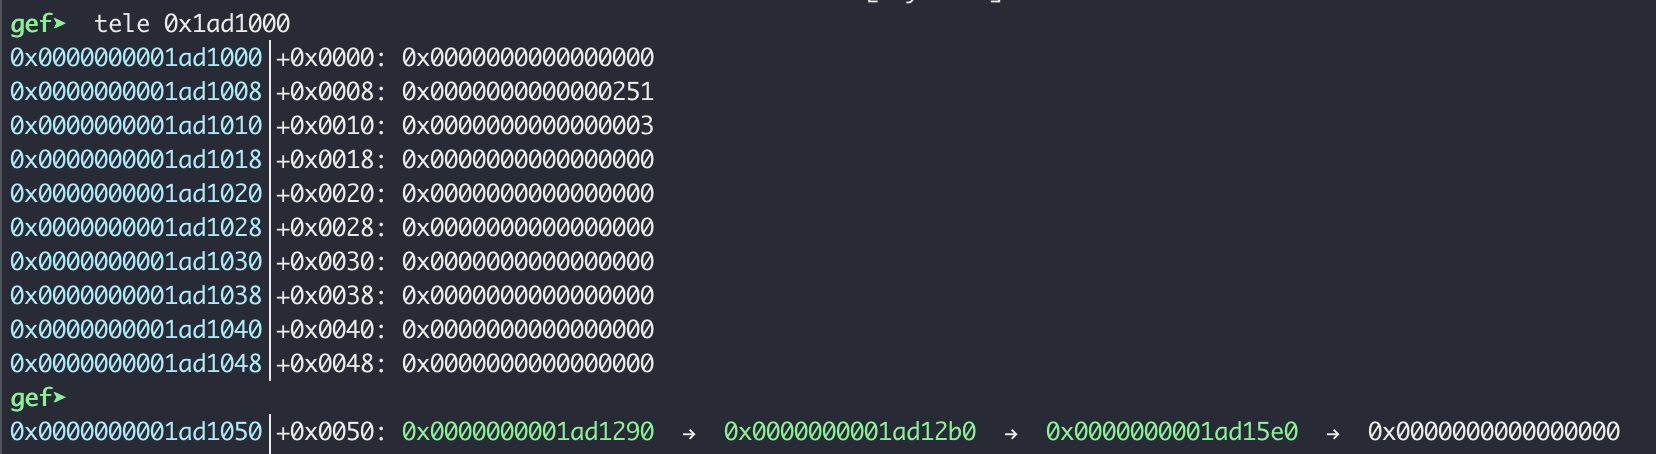 gef➤  tele 0x1ad1000
0x0000000001ad1000│+0x0000: 0x0000000000000000
0x0000000001ad1008│+0x0008: 0x0000000000000251
0x0000000001ad1010│+0x0010: 0x0000000000000003
0x0000000001ad1018│+0x0018: 0x0000000000000000
0x0000000001ad1020│+0x0020: 0x0000000000000000
0x0000000001ad1028│+0x0028: 0x0000000000000000
0x0000000001ad1030│+0x0030: 0x0000000000000000
0x0000000001ad1038│+0x0038: 0x0000000000000000
0x0000000001ad1040│+0x0040: 0x0000000000000000
0x0000000001ad1048│+0x0048: 0x0000000000000000
gef➤
0x0000000001ad1050│+0x0050: 0x0000000001ad1290  →  0x0000000001ad12b0  →  0x0000000001ad15e0  →  0x0000000000000000